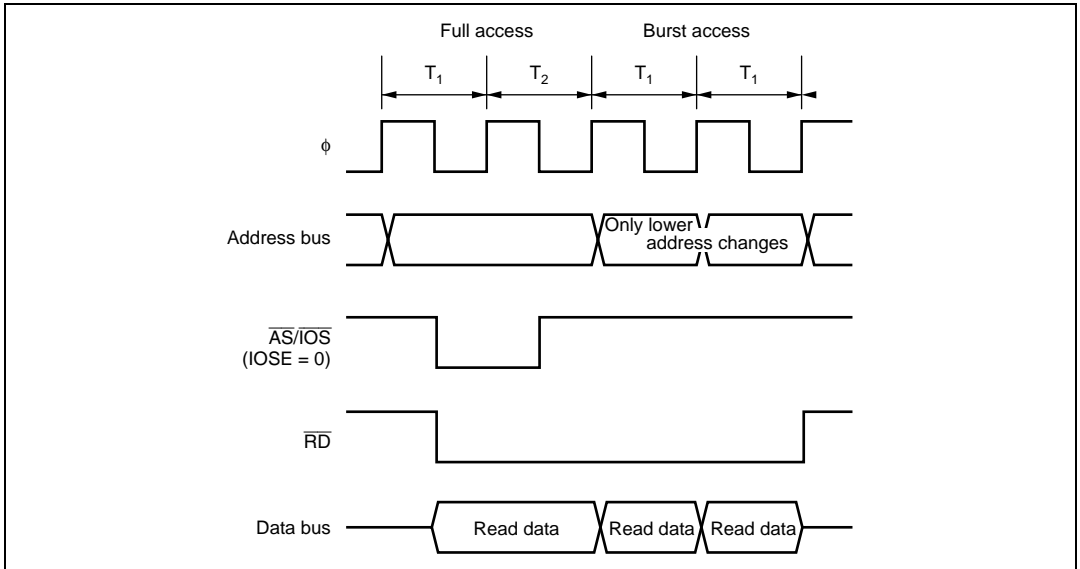 Full access Burst access
T1 T2 T1 T1
φ
Address bus
Only lower
address changes
AS/IOS
(IOSE = 0)
RD
Data bus
Read data Read data Read data